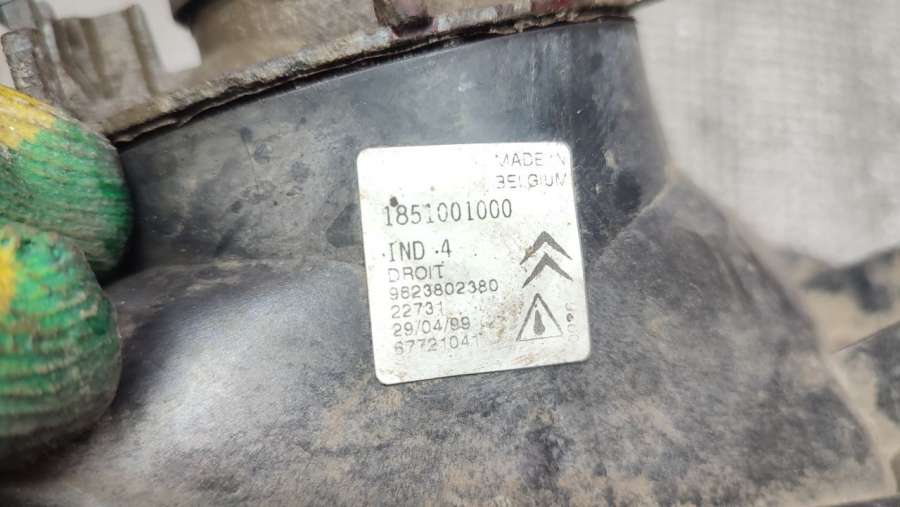 MADE IN
BELGIUM
1851001000
IND .4
DROIT
9623802380
22731
29/04/99
67721041